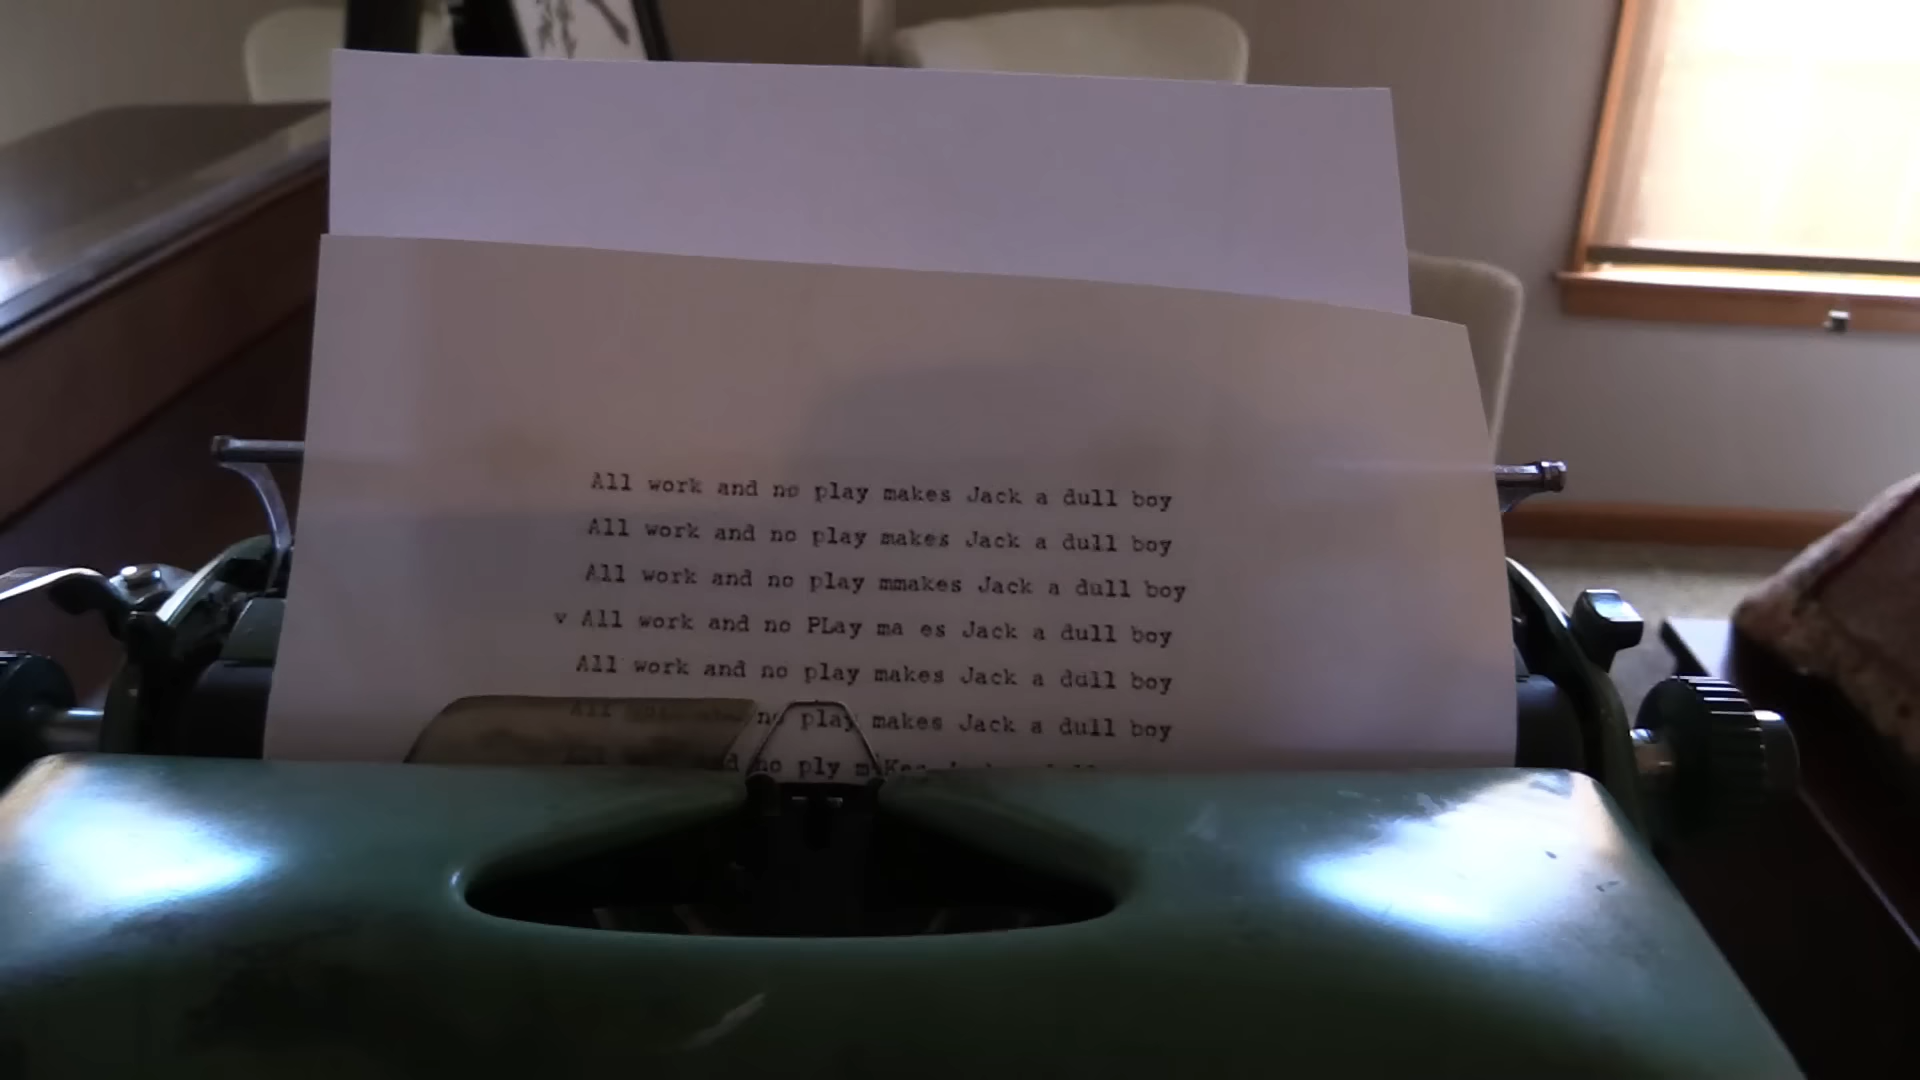 All work and no play makes Jack a dull boy
All work and no play makes Jack a dull boy
All work and no play mmakes Jack a dull boy
v All work and no PLay ma es Jack a dull boy
All work and no play makes Jack a dull boy
All no play makes Jack a dull boy
no ply maKes